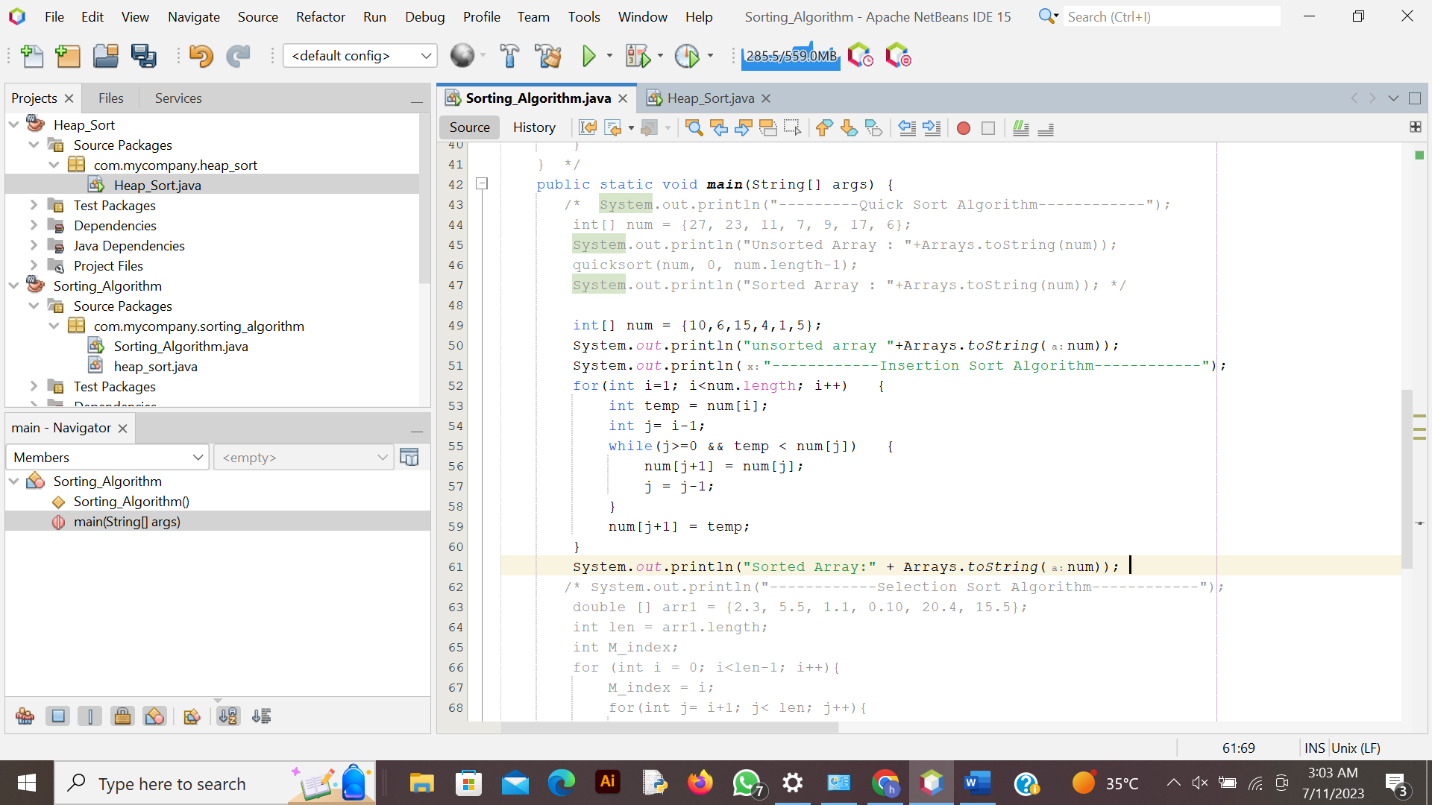 File Edit View Navigate Source Refactor Run Debug Profile Team Tools Window Help Sorting_Algorithm - Apache NetBeans IDE 15 Search (Ctrl+I)
<default config> 285.5/559.0MB
Projects Files Services
Heap_Sort
Source Packages
com.mycompany.heap_sort
Heap_Sort.java
Test Packages
Dependencies
Java Dependencies
Project Files
Sorting_Algorithm
Source Packages
com.mycompany.sorting_algorithm
Sorting_Algorithm.java
heap_sort.java
Test Packages
Dependencies
main - Navigator
Members <empty>
Sorting_Algorithm
Sorting_Algorithm()
main(String[] args)
Sorting_Algorithm.java Heap_Sort.java
Source History
40 }
41 } */
42 public static void main(String[] args) {
43 /* System.out.println("---------Quick Sort Algorithm------------");
44 int[] num = {27, 23, 11, 7, 9, 17, 6};
45 System.out.println("Unsorted Array : "+Arrays.toString(num));
46 quicksort(num, 0, num.length-1);
47 System.out.println("Sorted Array : "+Arrays.toString(num)); */
48
49 int[] num = {10,6,15,4,1,5};
50 System.out.println("unsorted array "+Arrays.toString( a: num));
51 System.out.println( x: "------------Insertion Sort Algorithm------------");
52 for(int i=1; i<num.length; i++) {
53 int temp = num[i];
54 int j= i-1;
55 while(j>=0 && temp < num[j]) {
56 num[j+1] = num[j];
57 j = j-1;
58 }
59 num[j+1] = temp;
60 }
61 System.out.println("Sorted Array:" + Arrays.toString( a: num));
62 /* System.out.println("------------Selection Sort Algorithm------------");
63 double [] arr1 = {2.3, 5.5, 1.1, 0.10, 20.4, 15.5};
64 int len = arr1.length;
65 int M_index;
66 for (int i = 0; i<len-1; i++){
67 M_index = i;
68 for(int j= i+1; j< len; j++){
61:69 INS Unix (LF)
Type here to search
Ai
7
35°C
3:03 AM
7/11/2023
3